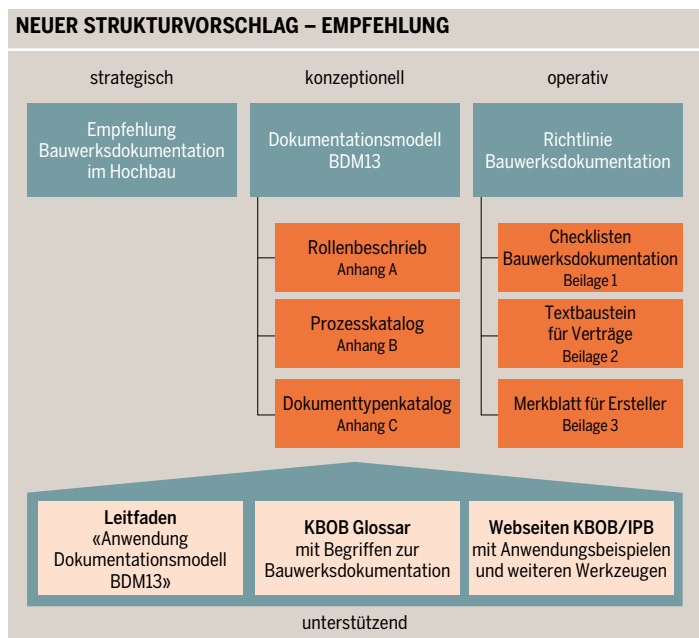 NEUER STRUKTURVORSCHLAG – EMPFEHLUNG
strategisch
konzeptionell
operativ
Empfehlung
Bauwerksdokumentation
im Hochbau
Dokumentationsmodell
BDM13
Richtlinie
Bauwerksdokumentation
Rollenbeschrieb
Anhang A
Prozesskatalog
Anhang B
Dokumenttypenkatalog
Anhang C
Checklisten
Bauwerksdokumentation
Beilage 1
Textbaustein
für Verträge
Beilage 2
Merkblatt für Ersteller
Beilage 3
Leitfaden
«Anwendung
Dokumentationsmodell
BDM13»
KBOB Glossar
mit Begriffen zur
Bauwerksdokumentation
Webseiten KBOB/IPB
mit Anwendungsbeispielen
und weiteren Werkzeugen
unterstützend